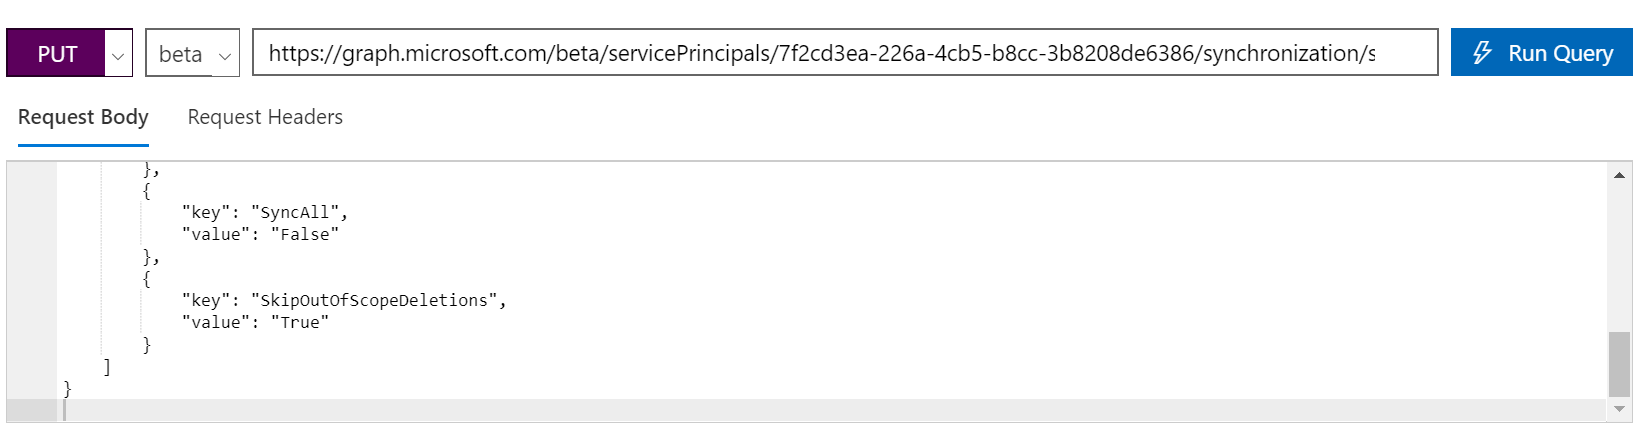 PUT beta https://graph.microsoft.com/beta/servicePrincipals/7f2cd3ea-226a-4cb5-b8cc-3b8208de6386/synchronization/s Run Query
Request Body Request Headers
},
{
"key": "SyncAll",
"value": "False"
},
{
"key": "SkipOutOfScopeDeletions",
"value": "True"
}
]
}